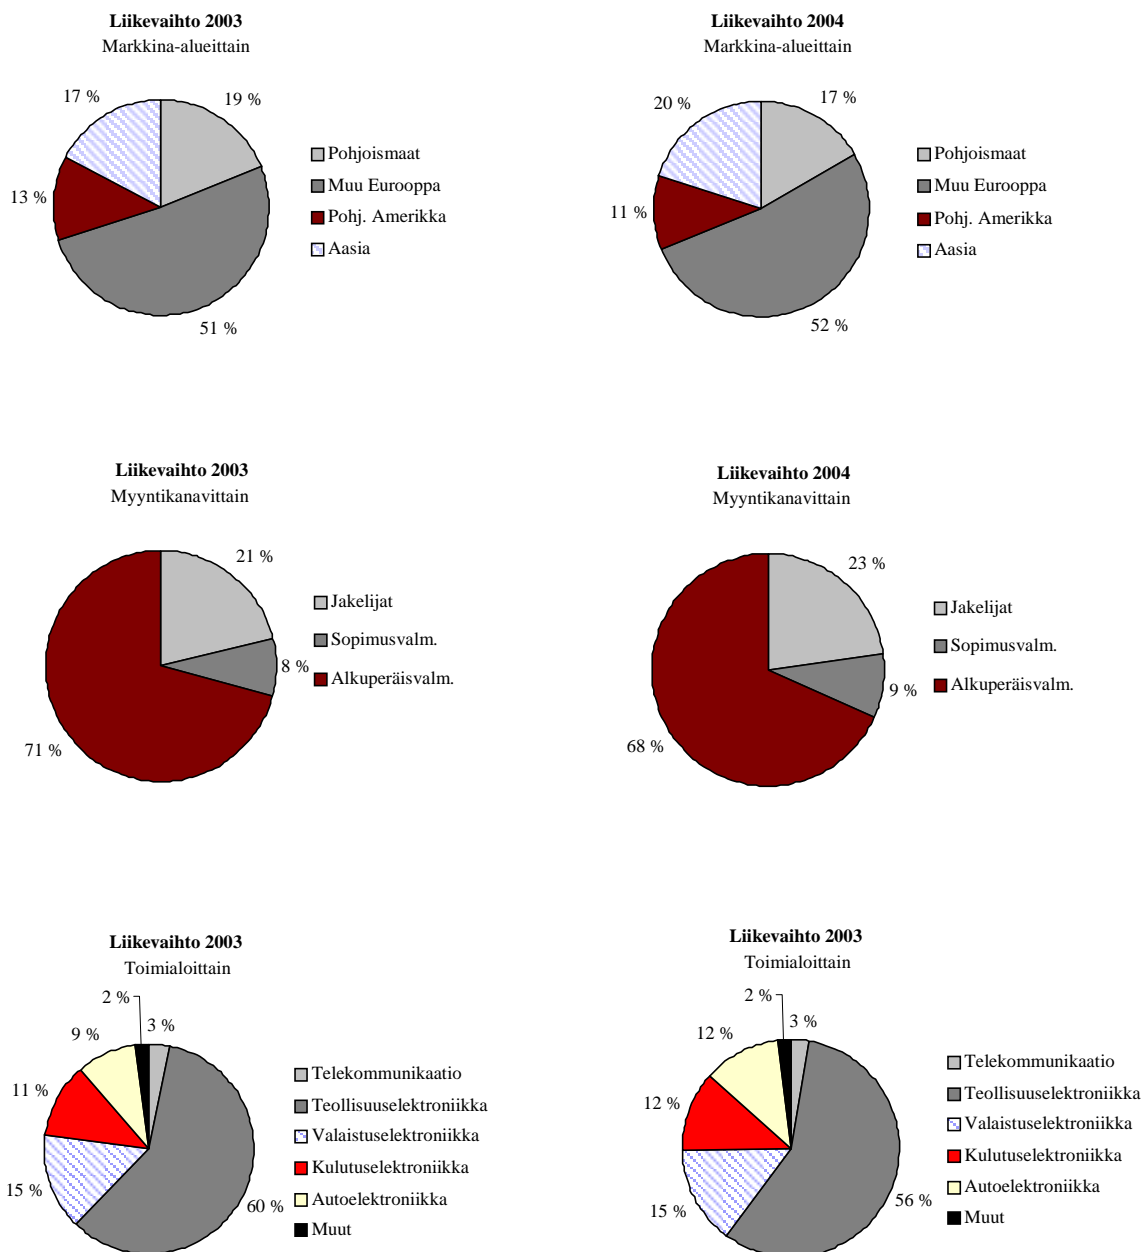 Liikevaihto 2003
Markkina-alueittain
17 %
19 %
13 %
51 %
Pohjoismaat
Muu Eurooppa
Pohj. Amerikka
Aasia
Liikevaihto 2004
Markkina-alueittain
20 %
17 %
11 %
52 %
Pohjoismaat
Muu Eurooppa
Pohj. Amerikka
Aasia
Liikevaihto 2003
Myyntikanavittain
21 %
8 %
71 %
Jakelijat
Sopimusvalm.
Alkuperäisvalm.
Liikevaihto 2004
Myyntikanavittain
23 %
9 %
68 %
Jakelijat
Sopimusvalm.
Alkuperäisvalm.
Liikevaihto 2003
Toimialoittain
2 %
3 %
9 %
11 %
15 %
60 %
Telekommunikaatio
Teollisuuselektroniikka
Valaistuselektroniikka
Kulutuselektroniikka
Autoelektroniikka
Muut
Liikevaihto 2003
Toimialoittain
2 %
3 %
12 %
12 %
15 %
56 %
Telekommunikaatio
Teollisuuselektroniikka
Valaistuselektroniikka
Kulutuselektroniikka
Autoelektroniikka
Muut